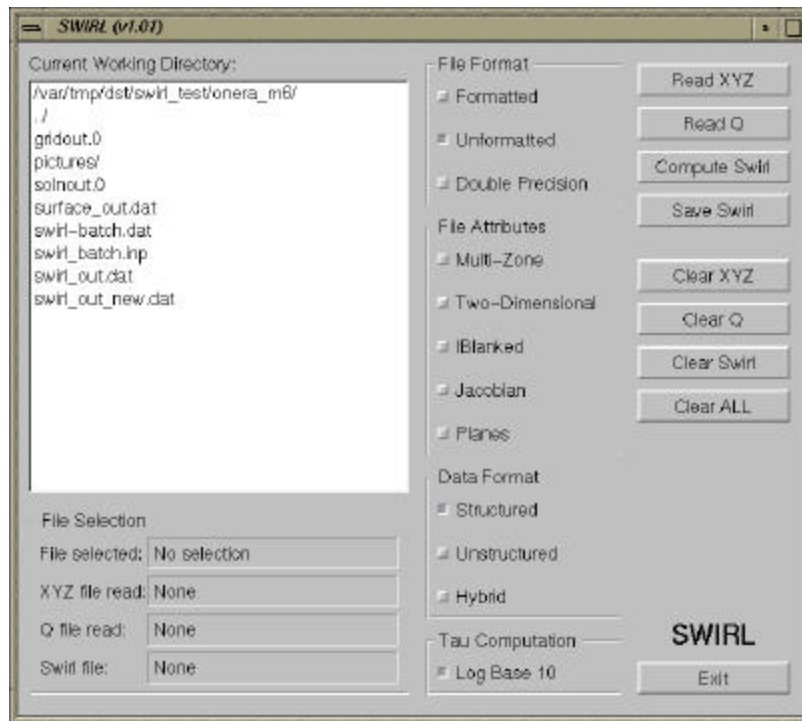 SWIRL (v1.01)
Current Working Directory:
/var/tmp/dst/swirl_test/onera_m6/
../
gridout.0
pictures/
solnout.0
surface_out.dat
swirl-batch.dat
swirl_batch.inp
swirl_out.dat
swirl_out_new.dat
File Selection
File selected: No selection
XYZ file read: None
Q file read: None
Swirl file: None
File Format
Formatted
Unformatted
Double Precision
File Attributes
Multi-Zone
Two-Dimensional
IBlanked
Jacobian
Planes
Data Format
Structured
Unstructured
Hybrid
Tau Computation
Log Base 10
Read XYZ
Read Q
Compute Swirl
Save Swirl
Clear XYZ
Clear Q
Clear Swirl
Clear ALL
SWIRL
Exit